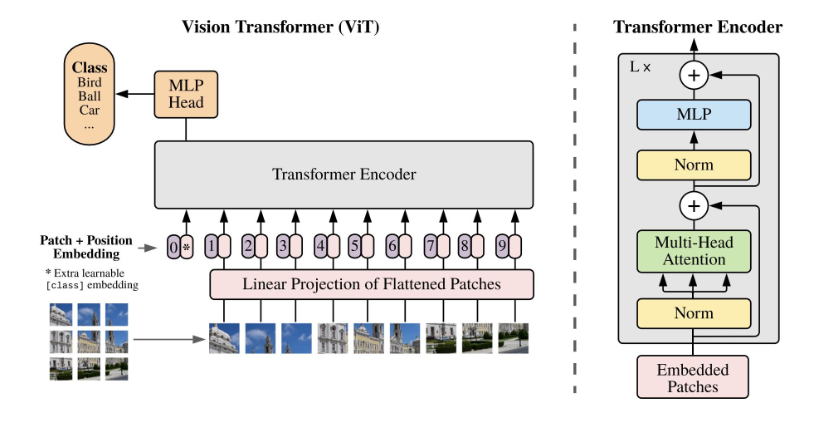 Vision Transformer (ViT)
Class
Bird
Ball
Car
...
MLP
Head
Transformer Encoder
Patch + Position
Embedding
* Extra learnable
[class] embedding
0 * 1 2 3 4 5 6 7 8 9
Linear Projection of Flattened Patches
Transformer Encoder
L x
+
MLP
Norm
+
Multi-Head
Attention
Norm
Embedded
Patches